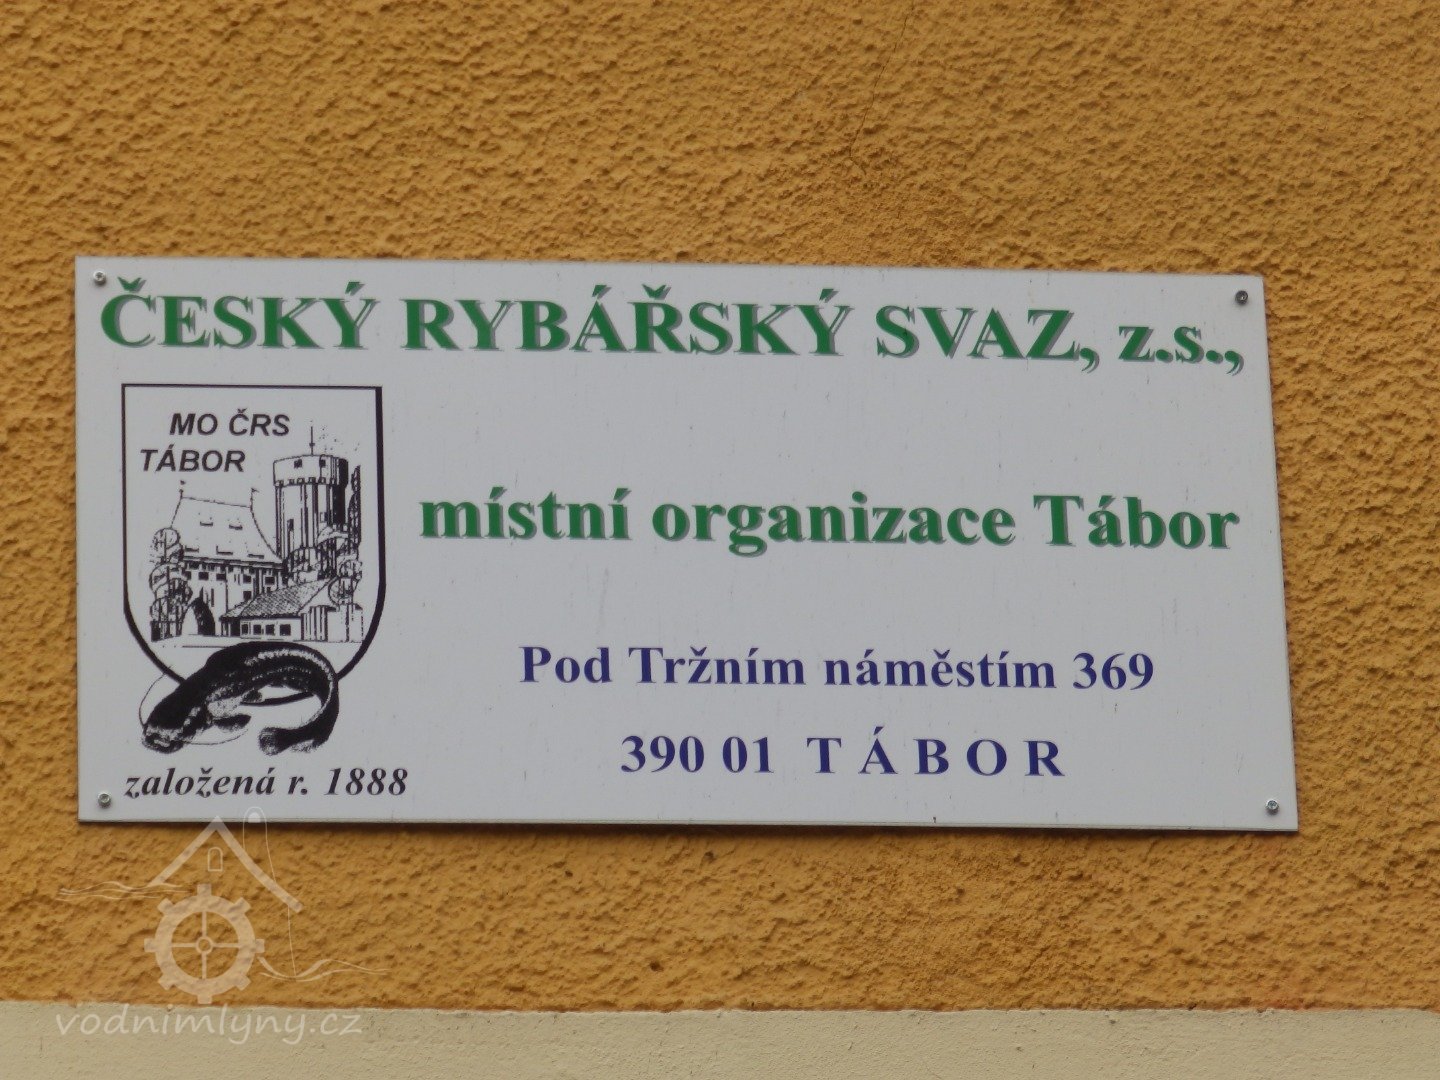 ČESKÝ RYBÁŘSKÝ SVAZ, z.s.,
MO ČRS
TÁBOR
místní organizace Tábor
Pod Tržním náměstím 369
390 01 TÁBOR
založená r. 1888
vodnimlyny.cz